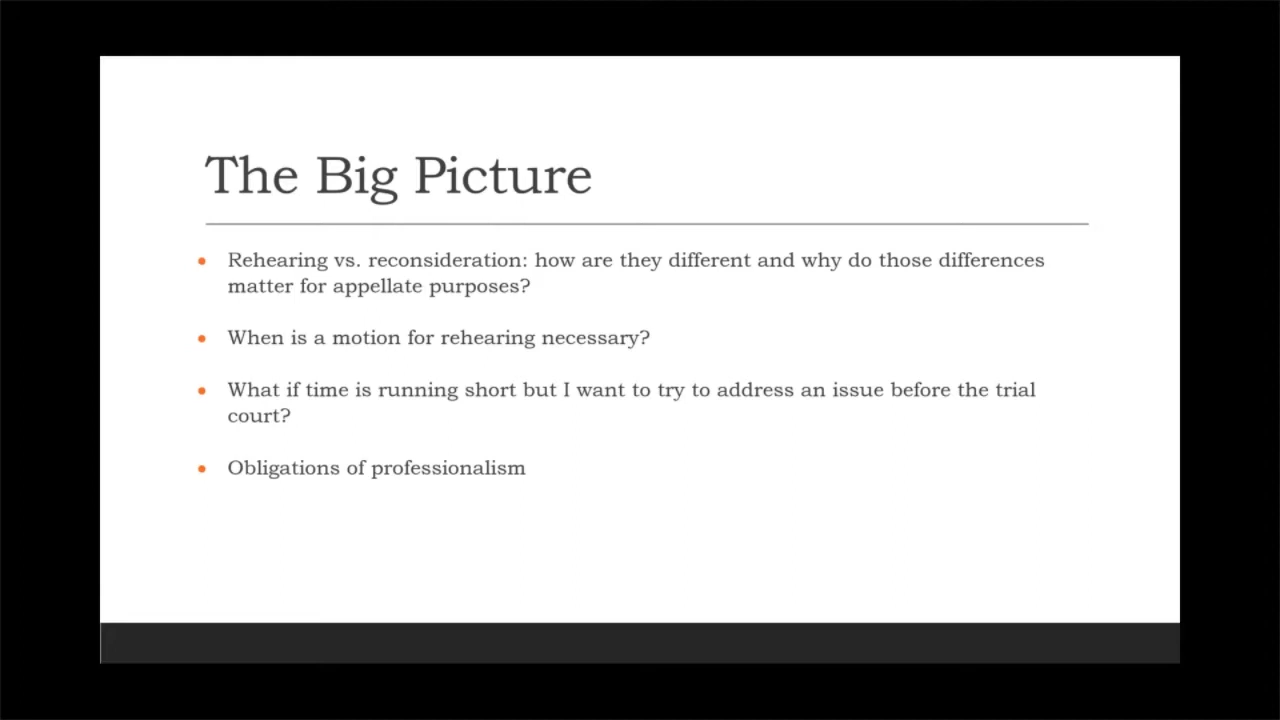 The Big Picture
• Rehearing vs. reconsideration: how are they different and why do those differences
matter for appellate purposes?
• When is a motion for rehearing necessary?
• What if time is running short but I want to try to address an issue before the trial
court?
• Obligations of professionalism